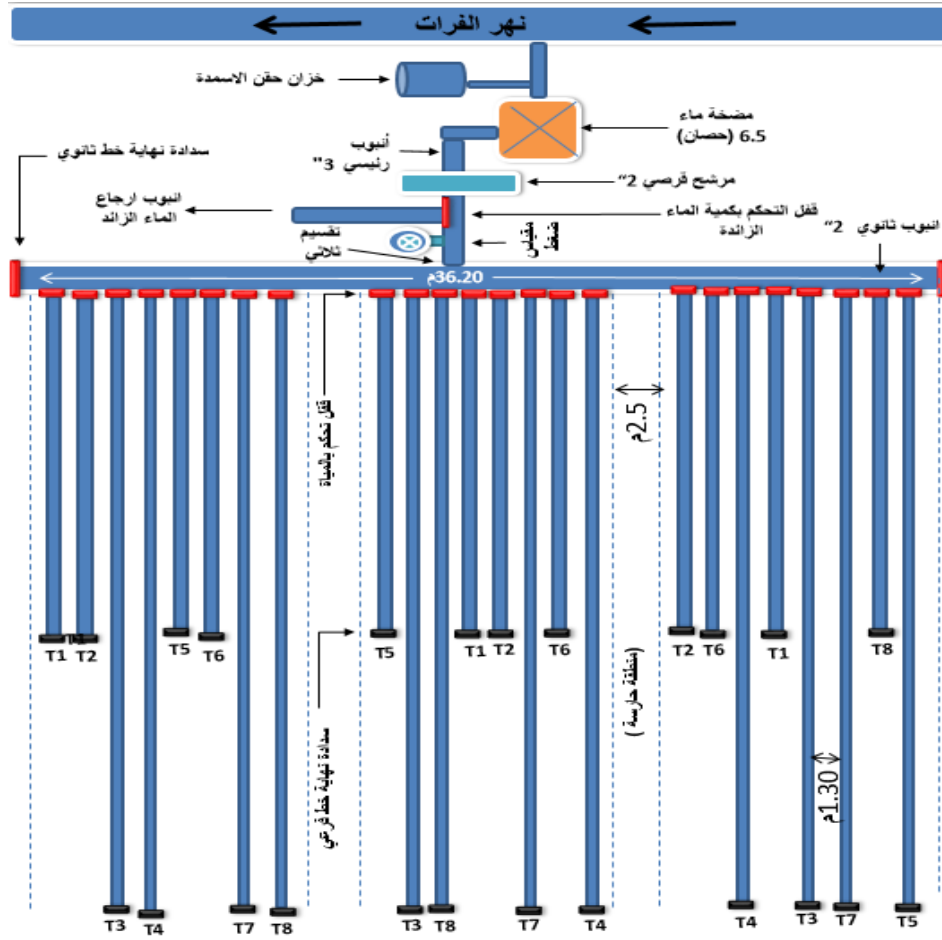 نهر الفرات
خزان حقن الاسمدة
مضخة ماء
6.5 (حصان)
أنبوب
رئيسي 3"
سدادة نهاية خط ثانوي
مرشح قرصي 2"
انبوب ارجاع
الماء الزائد
قفل التحكم بكمية الماء
الزائدة
مقياس
ضغط
انبوب ثانوي 2"
تقسيم
ثلاثي
36.20م
قفل تحكم بالمياة
2.5م
T1 T2 T5 T6
T5 T1 T2 T6
T2 T6 T1 T8
(منطقة حارسة)
سدادة نهاية خط فرعي
1.30م
T3 T4 T7 T8
T3 T8 T7 T4
T4 T3 T7 T5